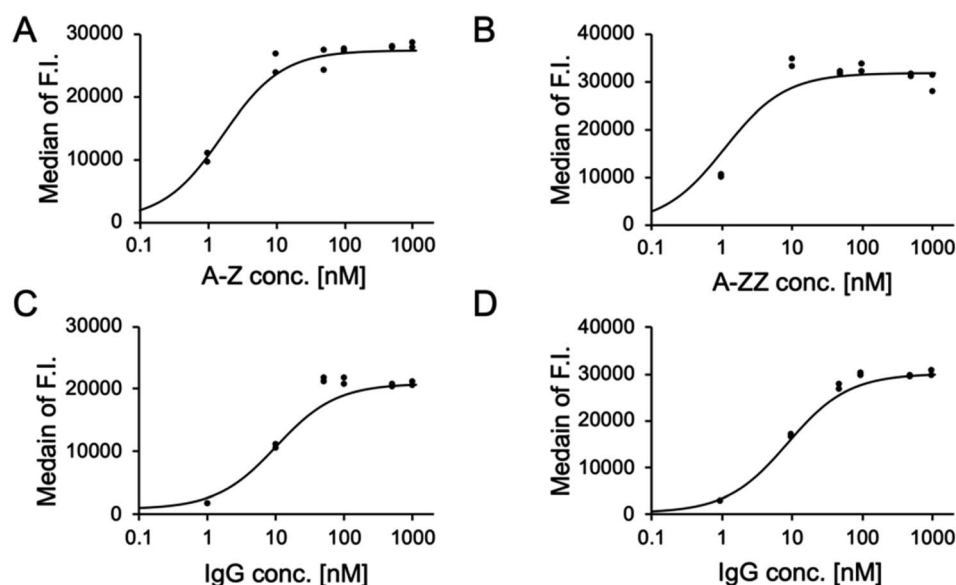 A
Median of F.I.
30000
20000
10000
0
0.1 1 10 100 1000
A-Z conc. [nM]
B
Median of F.I.
40000
30000
20000
10000
0
0.1 1 10 100 1000
A-ZZ conc. [nM]
C
Medain of F.I.
30000
20000
10000
0
0.1 1 10 100 1000
IgG conc. [nM]
D
Medain of F.I.
40000
30000
20000
10000
0
0.1 1 10 100 1000
IgG conc. [nM]